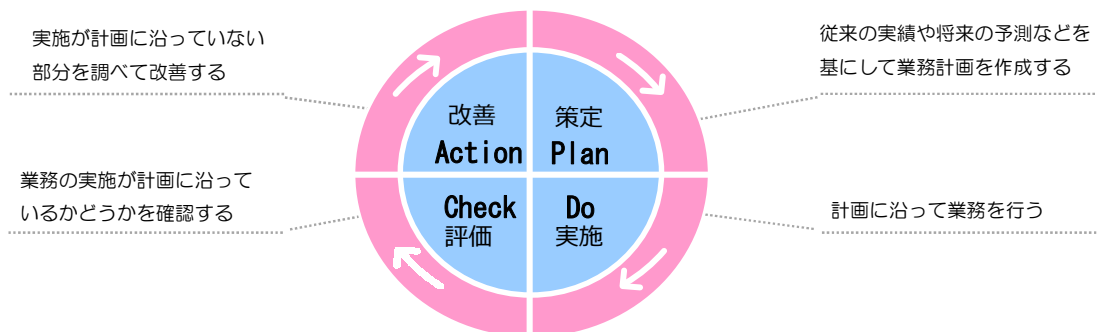 実施が計画に沿っていない
部分を調べて改善する
従来の実績や将来の予測などを
基にして業務計画を作成する
改善
Action
策定
Plan
業務の実施が計画に沿って
いるかどうかを確認する
Check
評価
Do
実施
計画に沿って業務を行う